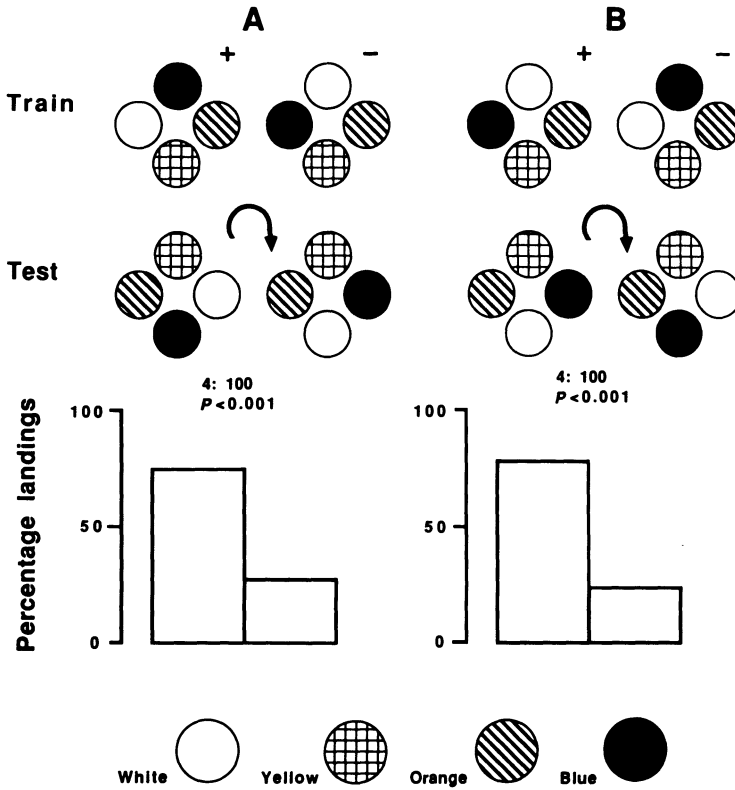 A B
+ − + −
Train
Test
4: 100
P<0.001
4: 100
P<0.001
Percentage landings
100
50
0
100
50
0
White Yellow Orange Blue